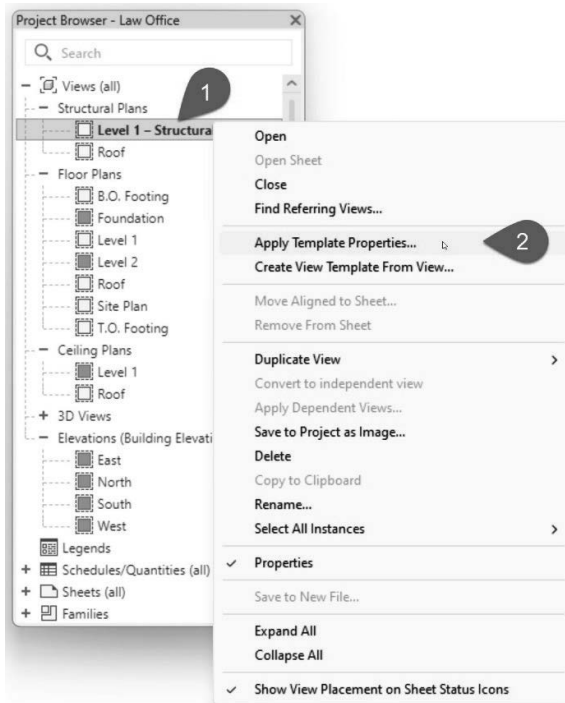 Project Browser - Law Office
Search
Views (all)
1
Structural Plans
Level 1 – Structura
Roof
Floor Plans
B.O. Footing
Foundation
Level 1
Level 2
Roof
Site Plan
T.O. Footing
Ceiling Plans
Level 1
Roof
3D Views
Elevations (Building Elevati
East
North
South
West
Legends
Schedules/Quantities (all)
Sheets (all)
Families
Open
Open Sheet
Close
Find Referring Views...
Apply Template Properties...
2
Create View Template From View...
Move Aligned to Sheet...
Remove From Sheet
Duplicate View
Convert to independent view
Apply Dependent Views...
Save to Project as Image...
Delete
Copy to Clipboard
Rename...
Select All Instances
Properties
Save to New File...
Expand All
Collapse All
Show View Placement on Sheet Status Icons